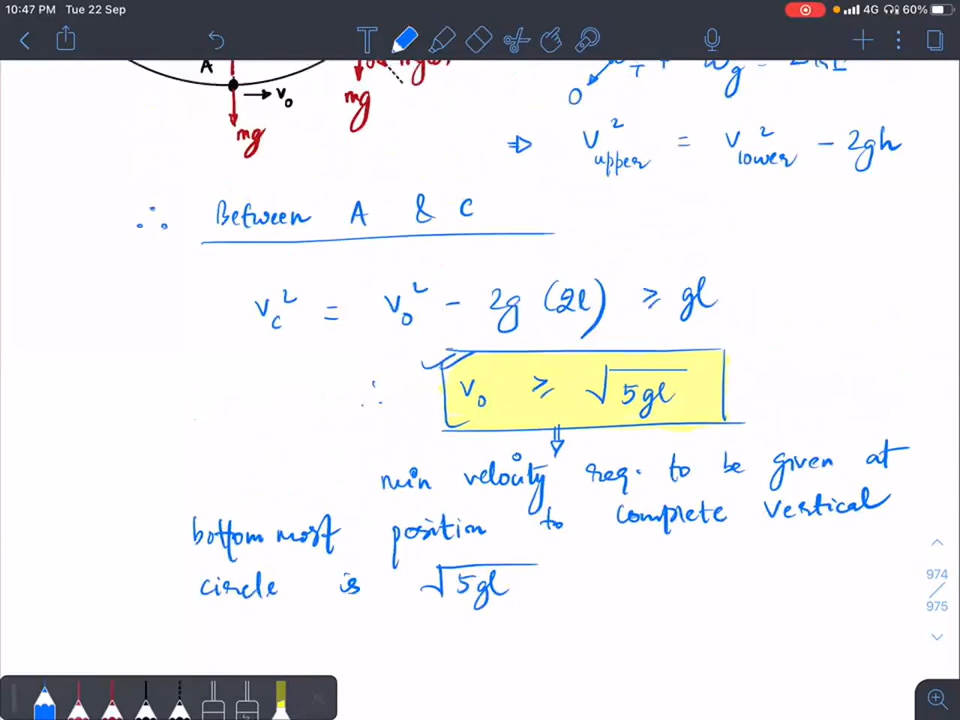 10:47 PM Tue 22 Sep
4G 60%
A
v₀
mg
mg
O
T
⇒ V²upper = V²lower - 2gh
∴ Between A & C
Vc² = V₀² - 2g (2l) ≥ gl
∴ V₀ ≥ √5gl
min velocity req. to be given at
bottom most position to complete vertical
circle is √5gl
974
975